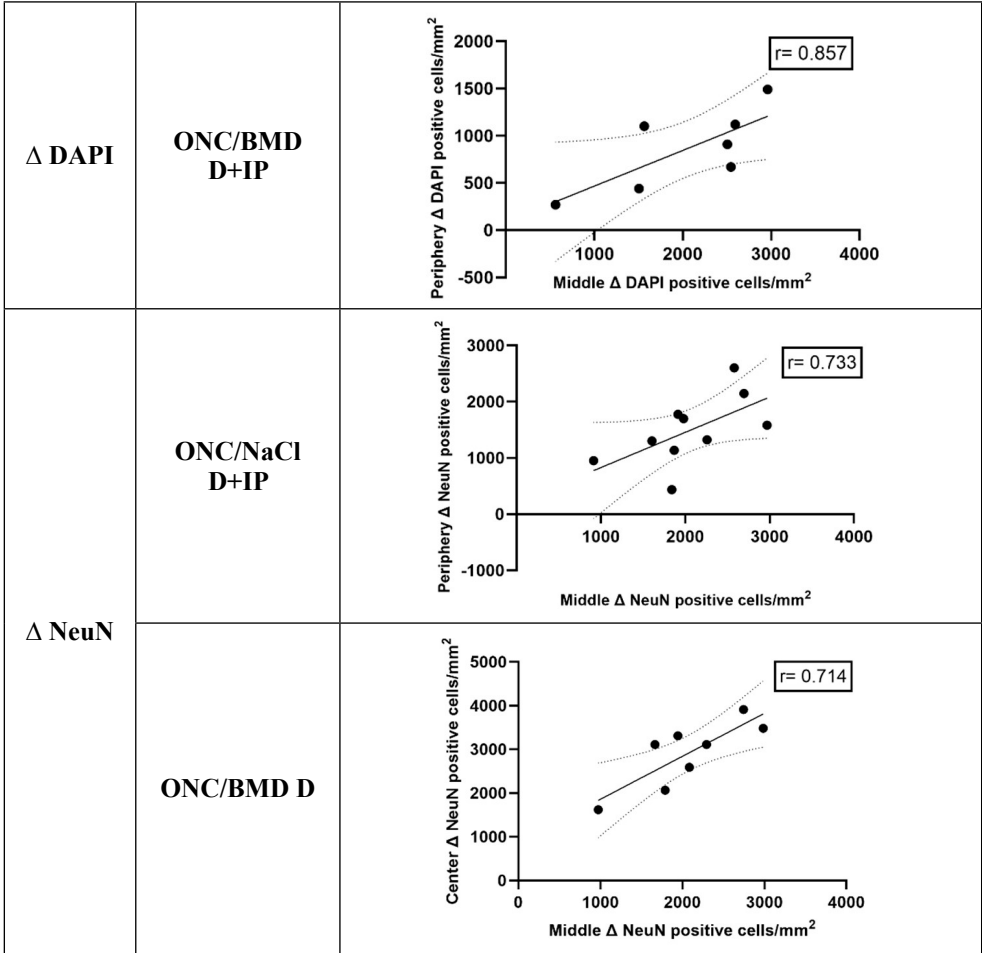 Δ DAPI
ONC/BMD
D+IP
Periphery Δ DAPI positive cells/mm²
2000
1500
1000
500
0
-500
1000
2000
3000
4000
r= 0.857
Middle Δ DAPI positive cells/mm²
Δ NeuN
ONC/NaCl
D+IP
Periphery Δ NeuN positive cells/mm²
3000
2000
1000
0
-1000
1000
2000
3000
4000
r= 0.733
Middle Δ NeuN positive cells/mm²
ONC/BMD D
Center Δ NeuN positive cells/mm²
5000
4000
3000
2000
1000
0
0
1000
2000
3000
4000
r= 0.714
Middle Δ NeuN positive cells/mm²